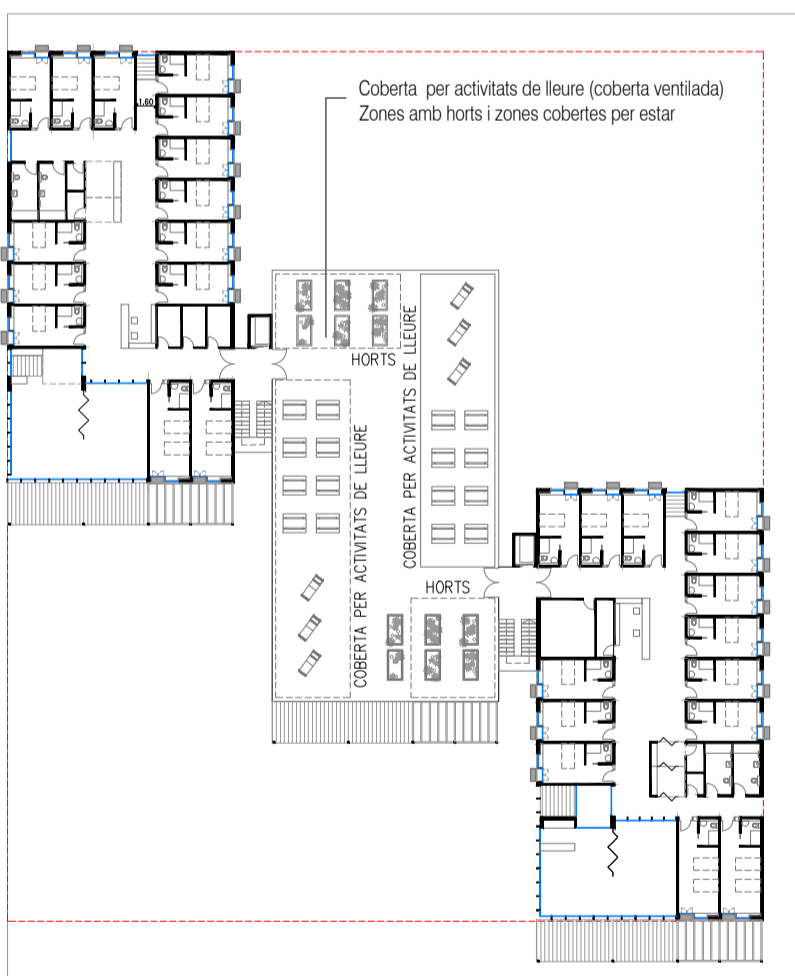 Coberta per activitats de lleure (coberta ventilada)
Zones amb horts i zones cobertes per estar
1.60
HORTS
COBERTA PER ACTIVITATS DE LLEURE
COBERTA PER ACTIVITATS DE LLEURE
HORTS